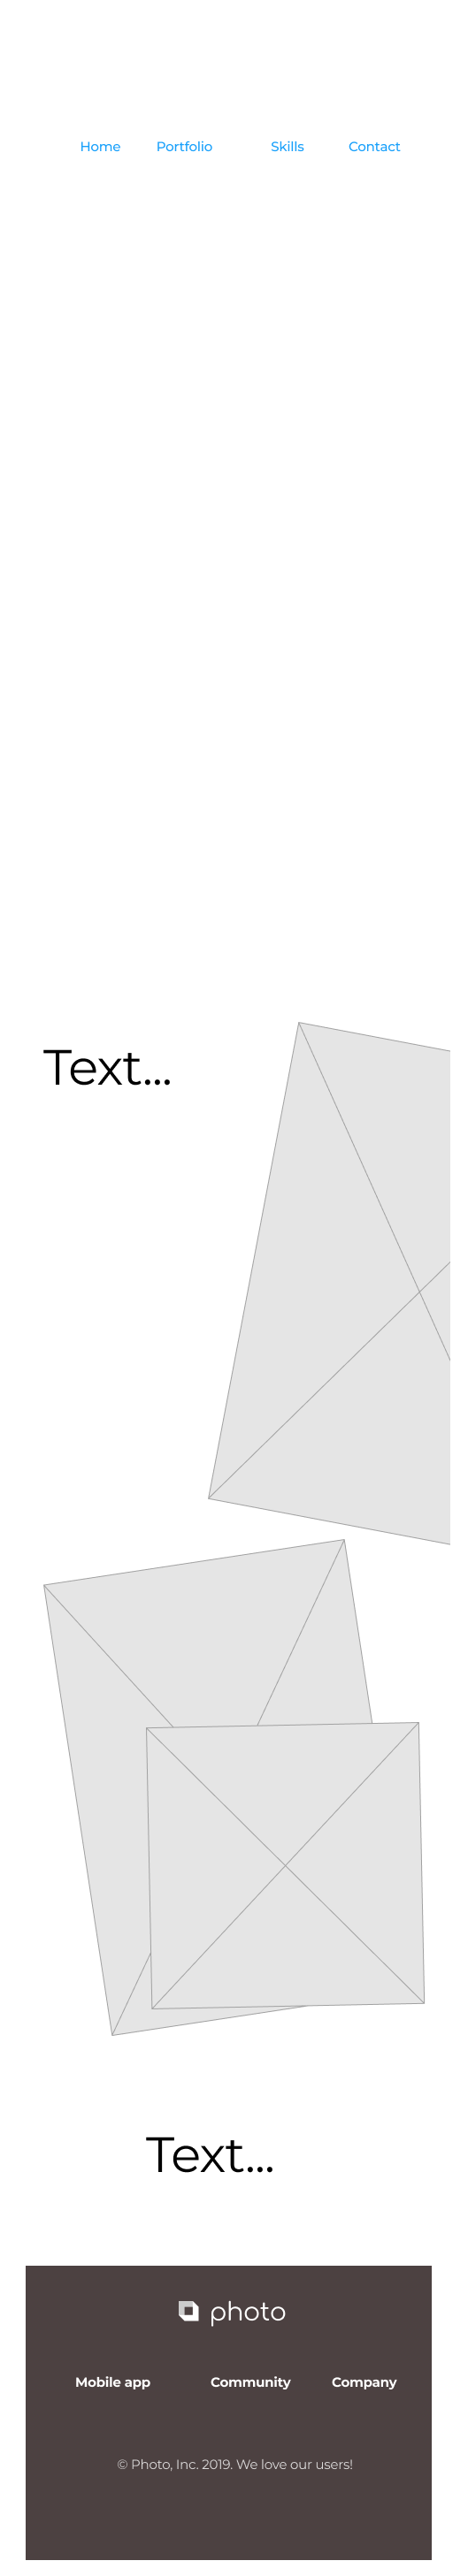 Home Portfolio Skills Contact
Text...
Text...
photo
Mobile app Community Company
© Photo, Inc. 2019. We love our users!